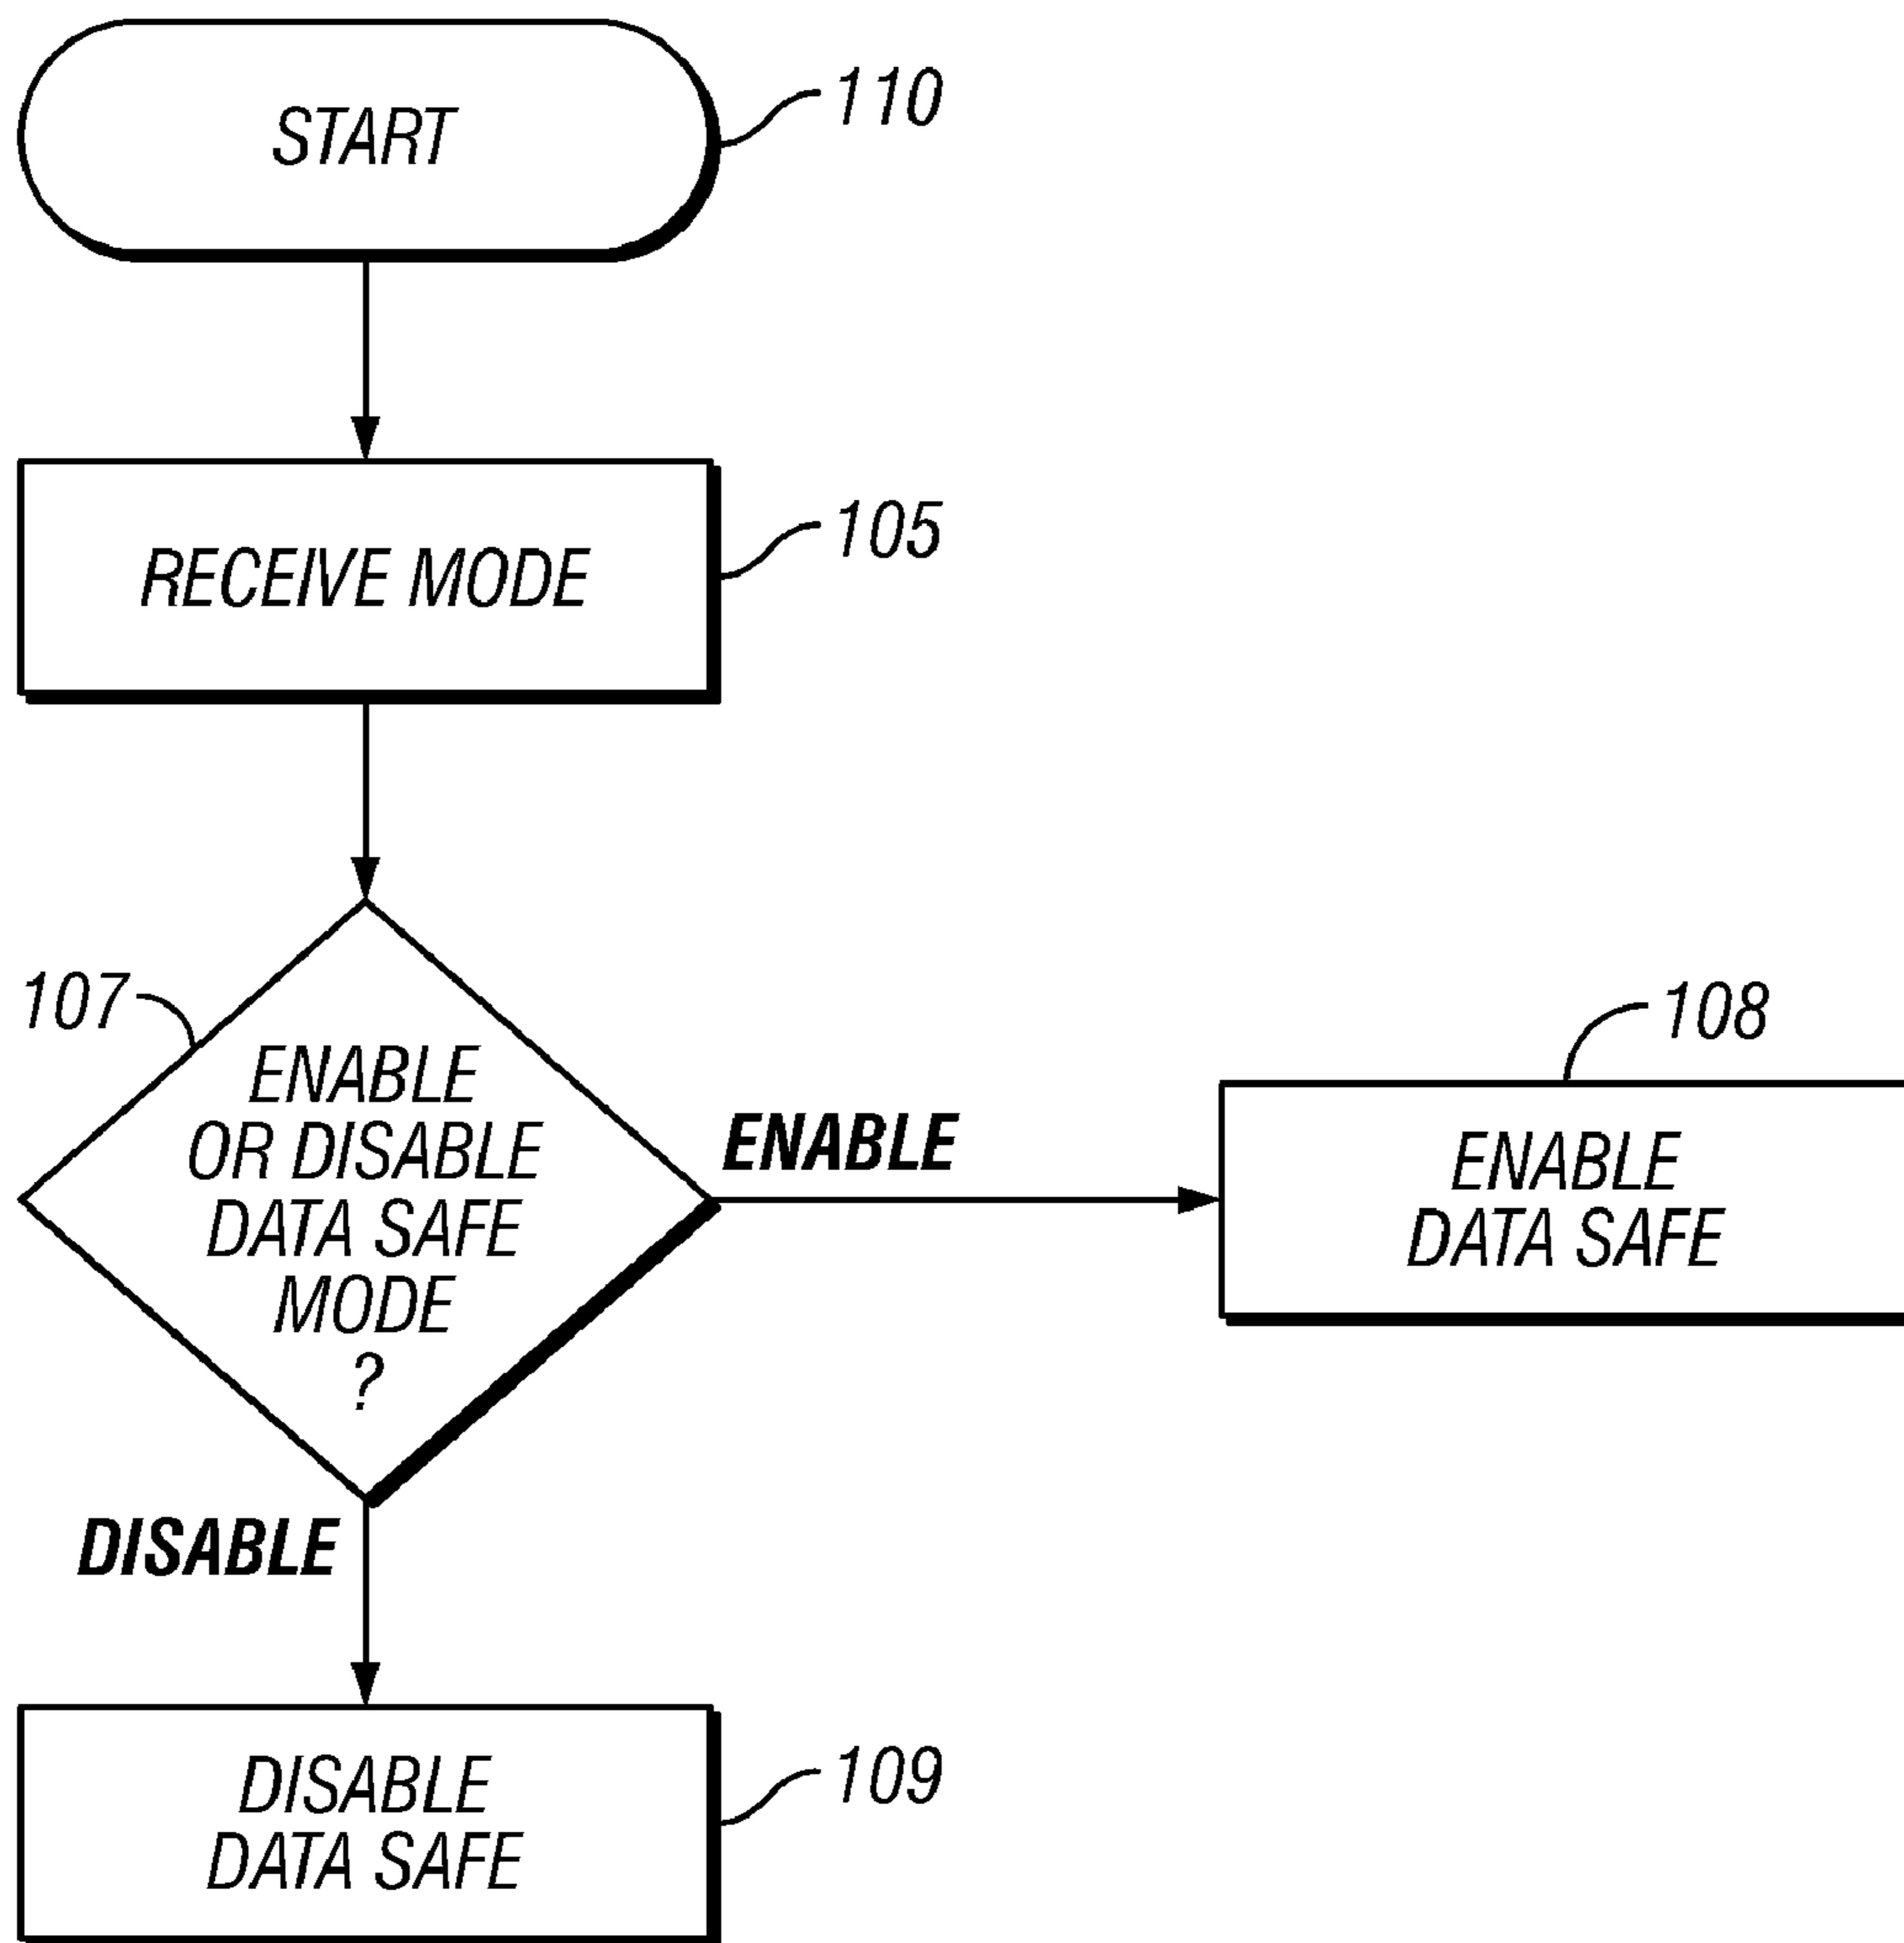 START
110
RECEIVE MODE
105
107
ENABLE
OR DISABLE
DATA SAFE
MODE
?
ENABLE
108
ENABLE
DATA SAFE
DISABLE
DISABLE
DATA SAFE
109